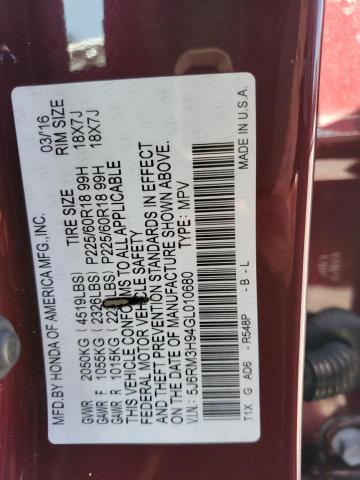 MFD.BY HONDA OF AMERICA MFG.,INC. 03/16
TIRE SIZE RIM SIZE
GVWR 2050KG (4519LBS)
GAWR F 1055KG (2326LBS) P225/60R18 99H 18X7J
GAWR R 1015KG (22 LBS) P225/60R18 99H 18X7J
THIS VEHICLE CONFORMS TO ALL APPLICABLE
FEDERAL MOTOR VEHICLE SAFETY
AND THEFT PREVENTION STANDARDS IN EFFECT
ON THE DATE OF MANUFACTURE SHOWN ABOVE.
V.I.N.: 5J6RM3H94GL010680 TYPE: MPV
T1X G AD6 - R548P - B - L MADE IN U.S.A.